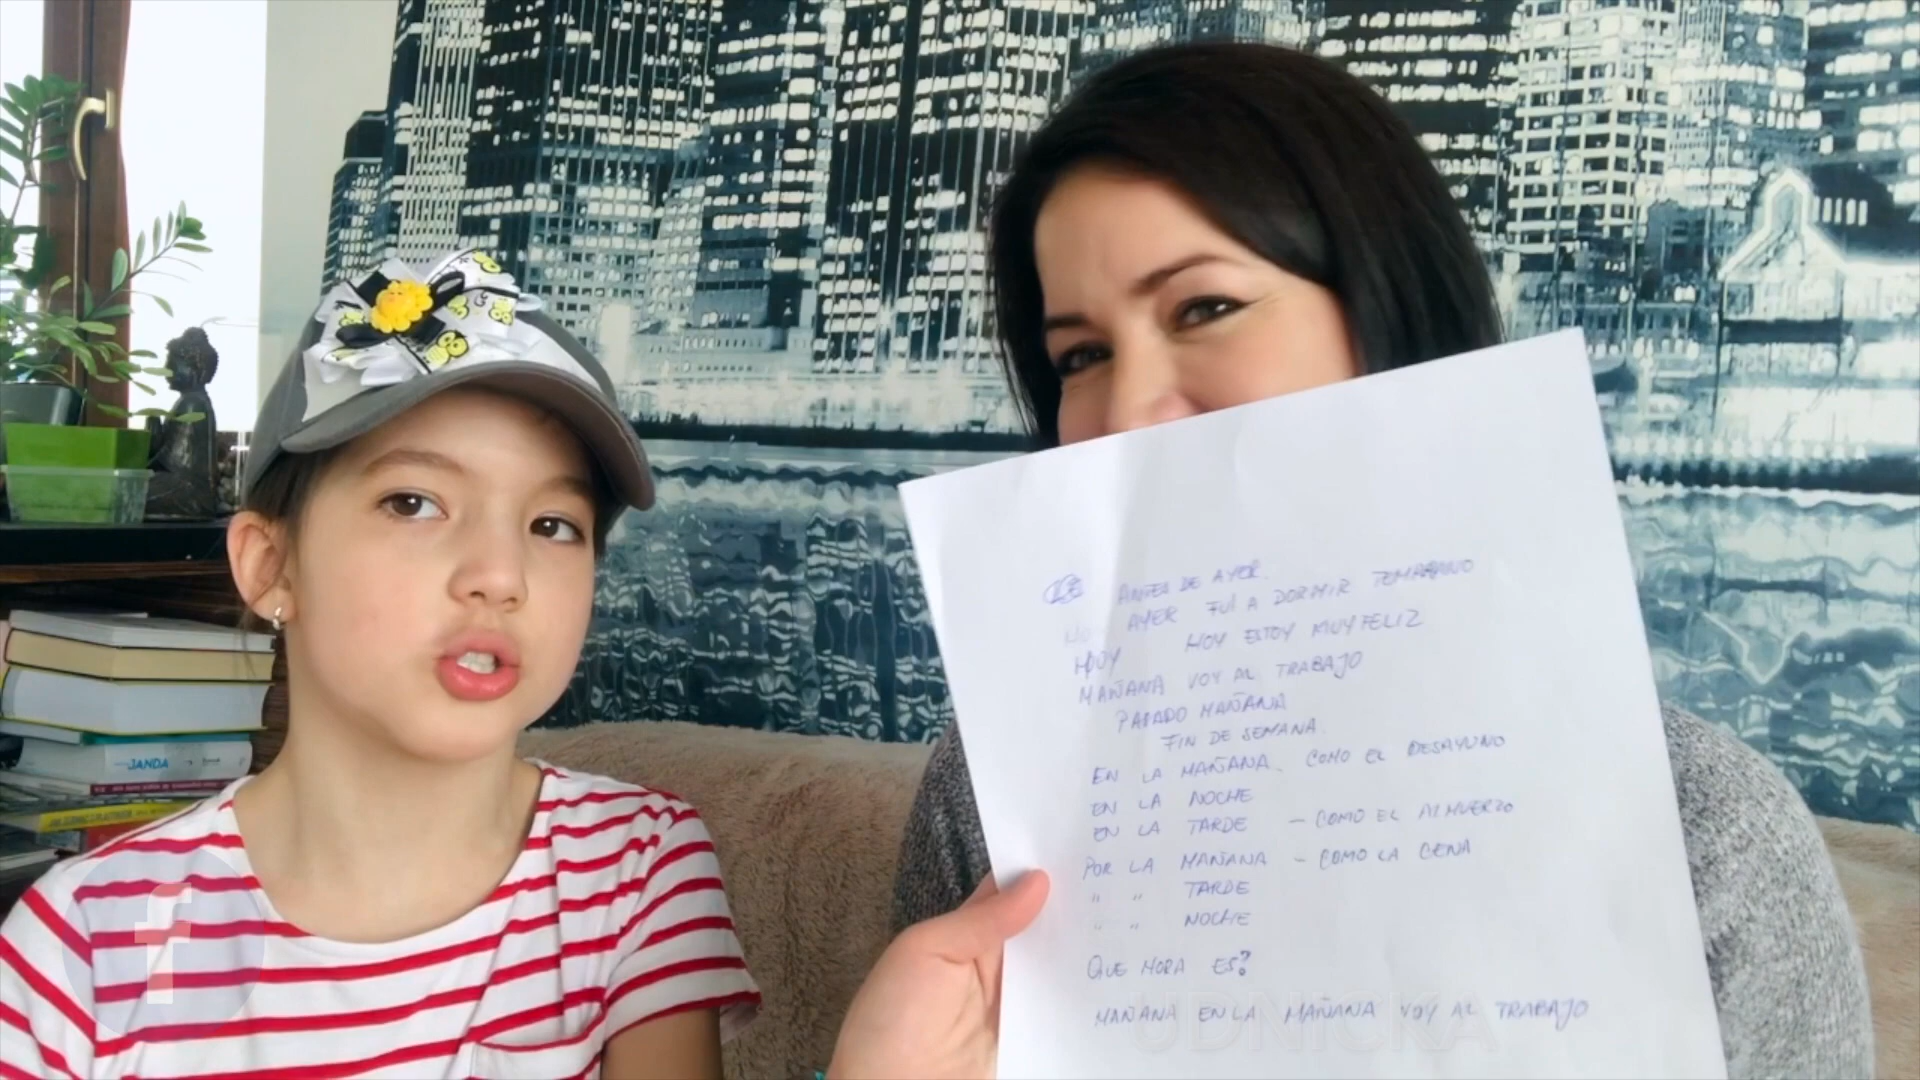 ANTES DE AYER.
AYER FUI A DORMIR TEMPRANO
HOY HOY ESTOY MUY FELIZ
MAÑANA VOY AL TRABAJO
PASADO MAÑANA
FIN DE SEMANA.
EN LA MAÑANA - COMO EL DESAYUNO
EN LA NOCHE
EN LA TARDE - COMO EL ALMUERZO
POR LA MAÑANA - COMO LA CENA
" " TARDE
" " NOCHE
QUE HORA ES?
MAÑANA EN LA MAÑANA VOY AL TRABAJO
JANDA
f
UDNICKA